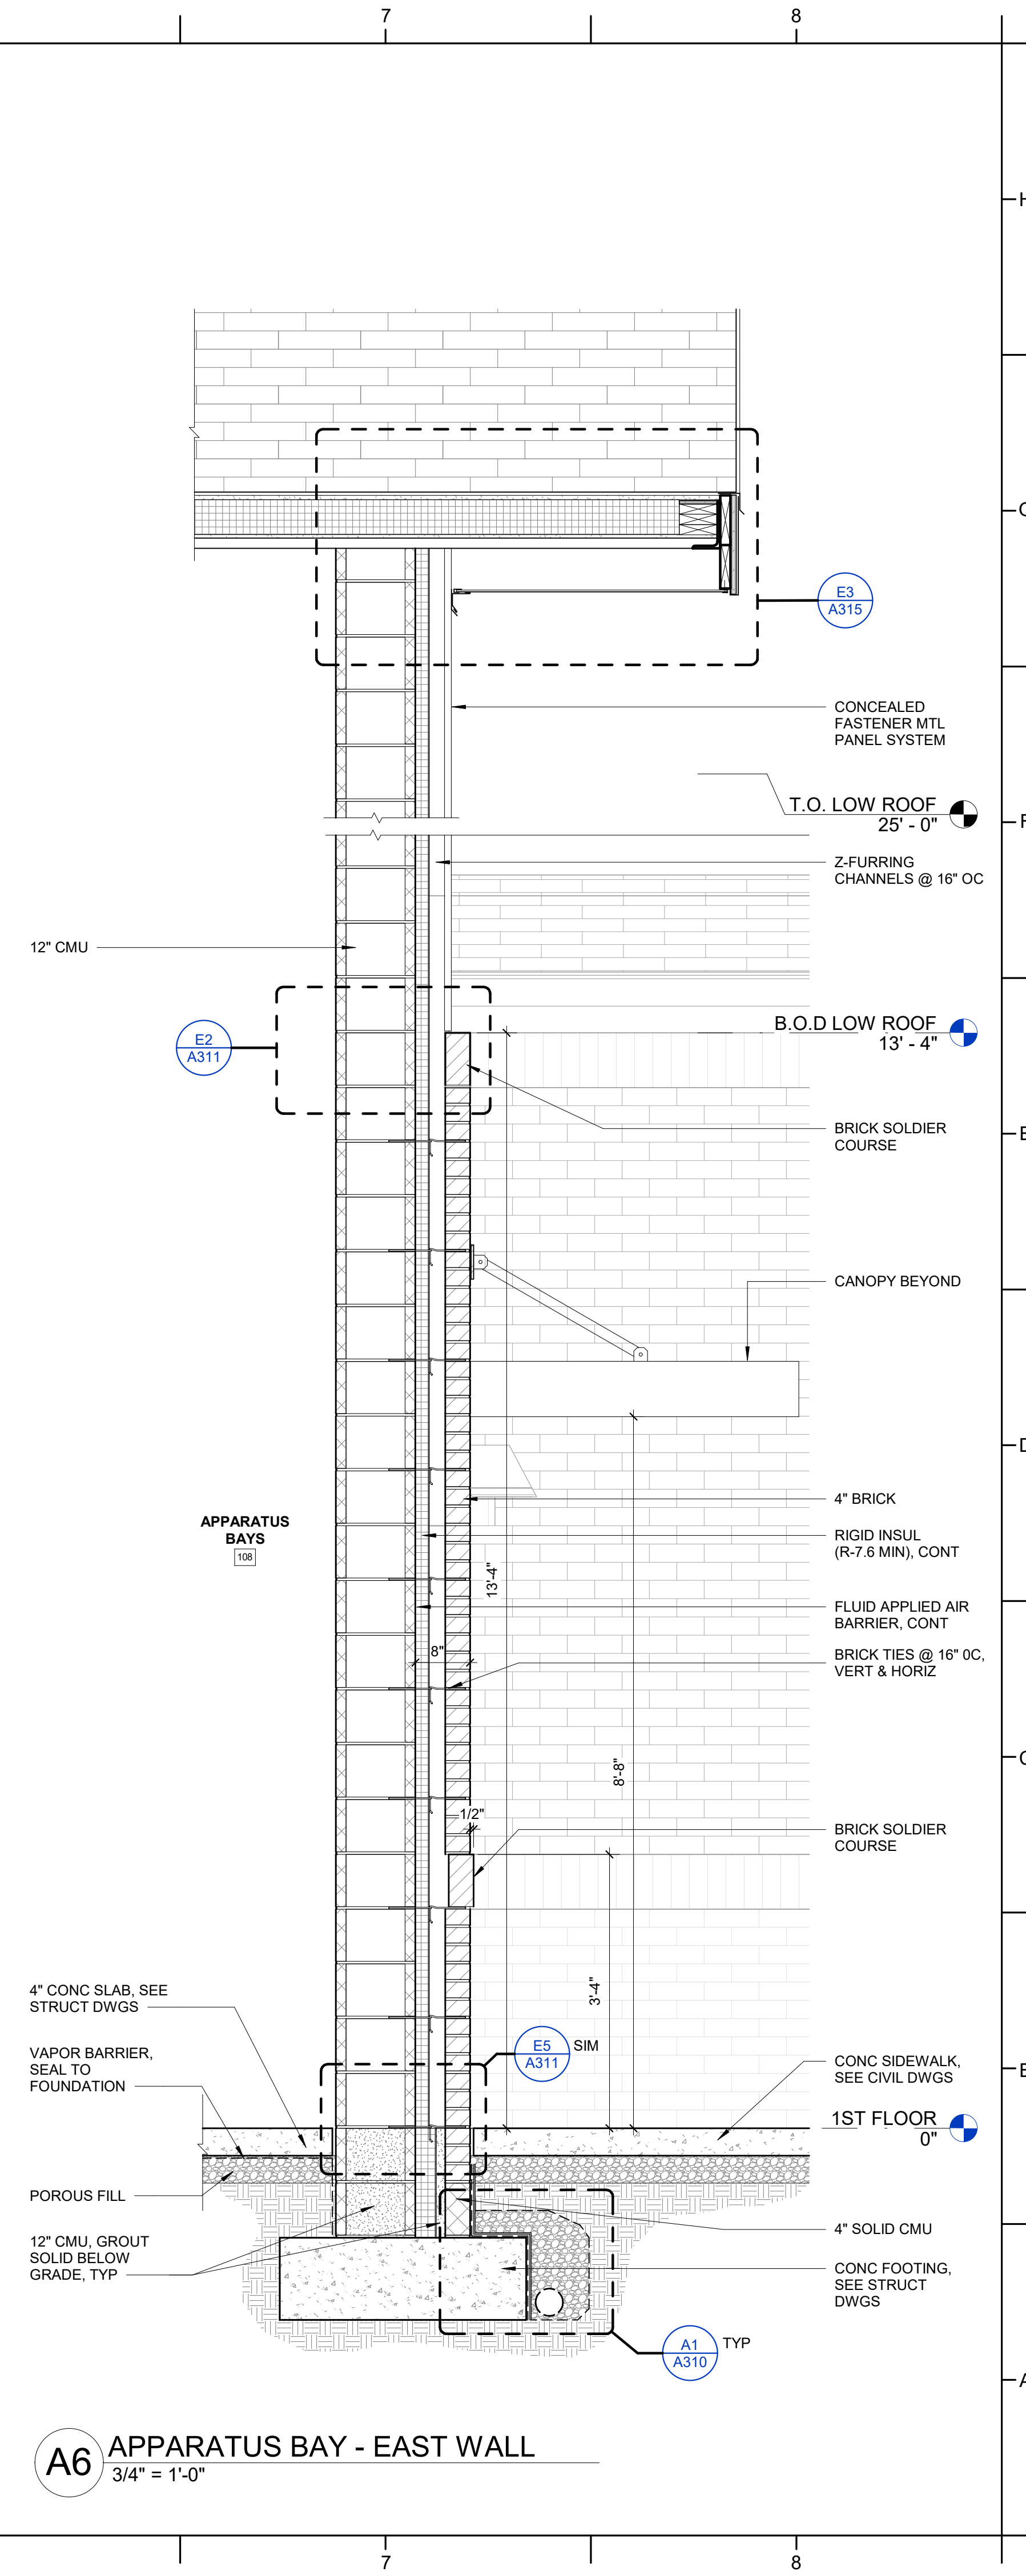 7
8
H
G
E3
A315
CONCEALED
FASTENER MTL
PANEL SYSTEM
T.O. LOW ROOF
25' - 0"
F
Z-FURRING
CHANNELS @ 16" OC
12" CMU
E2
A311
B.O.D LOW ROOF
13' - 4"
BRICK SOLDIER
COURSE
E
CANOPY BEYOND
D
4" BRICK
APPARATUS
BAYS
108
RIGID INSUL
(R-7.6 MIN), CONT
13'-4"
FLUID APPLIED AIR
BARRIER, CONT
8"
BRICK TIES @ 16" 0C,
VERT & HORIZ
C
8'-8"
1/2"
BRICK SOLDIER
COURSE
3'-4"
4" CONC SLAB, SEE
STRUCT DWGS
E5
A311
SIM
VAPOR BARRIER,
SEAL TO
FOUNDATION
CONC SIDEWALK,
SEE CIVIL DWGS
B
1ST FLOOR
0"
POROUS FILL
4" SOLID CMU
12" CMU, GROUT
SOLID BELOW
GRADE, TYP
CONC FOOTING,
SEE STRUCT
DWGS
A1
A310
TYP
A
A6
APPARATUS BAY - EAST WALL
3/4" = 1'-0"
7
8